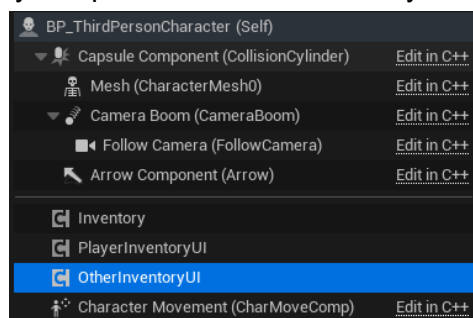 BP_ThirdPersonCharacter (Self)
Capsule Component (CollisionCylinder) Edit in C++
Mesh (CharacterMesh0) Edit in C++
Camera Boom (CameraBoom) Edit in C++
Follow Camera (FollowCamera) Edit in C++
Arrow Component (Arrow) Edit in C++
Inventory
PlayerInventoryUI
OtherInventoryUI
Character Movement (CharMoveComp) Edit in C++